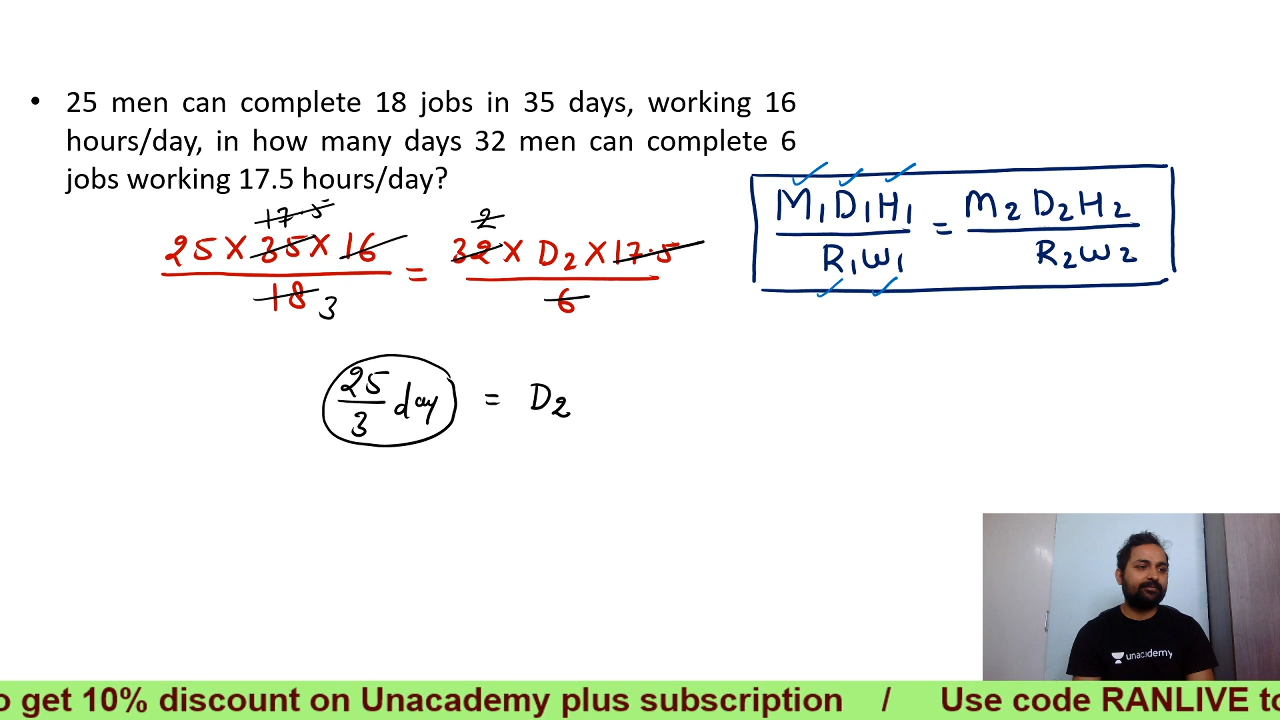 • 25 men can complete 18 jobs in 35 days, working 16
hours/day, in how many days 32 men can complete 6
jobs working 17.5 hours/day?
M₁D₁H₁ / R₁W₁ = M₂D₂H₂ / R₂W₂
17.5 2
25 × 35 × 16 / 18 3 = 32 × D₂ × 17.5 / 6
25/3 day = D₂
unacademy
o get 10% discount on Unacademy plus subscription / Use code RANLIVE to